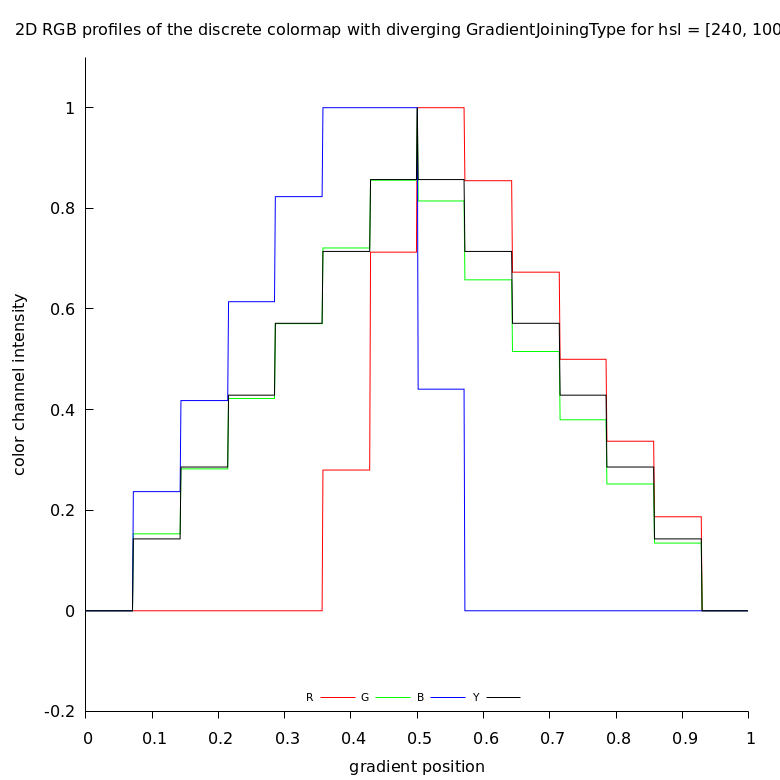 2D RGB profiles of the discrete colormap with diverging GradientJoiningType for hsl = [240, 100
1
0.8
0.6
0.4
0.2
0
-0.2
color channel intensity
R G B Y
0 0.1 0.2 0.3 0.4 0.5 0.6 0.7 0.8 0.9 1
gradient position